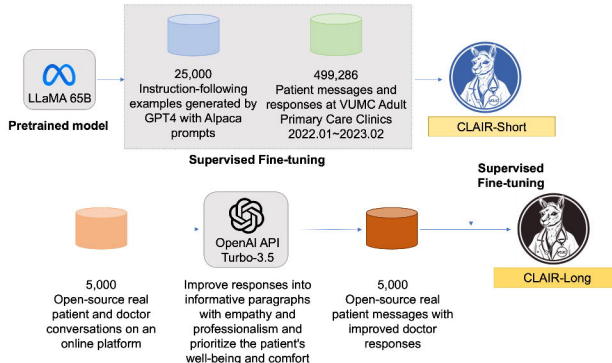 LLaMA 65B
Pretrained model
25,000
Instruction-following
examples generated by
GPT4 with Alpaca
prompts
499,286
Patient messages and
responses at VUMC Adult
Primary Care Clinics
2022.01~2023.02
Supervised Fine-tuning
CLAIR-Short
5,000
Open-source real
patient and doctor
conversations on an
online platform
OpenAI API
Turbo-3.5
Improve responses into
informative paragraphs
with empathy and
professionalism and
prioritize the patient's
well-being and comfort
5,000
Open-source real
patient messages with
improved doctor
responses
Supervised
Fine-tuning
CLAIR-Long